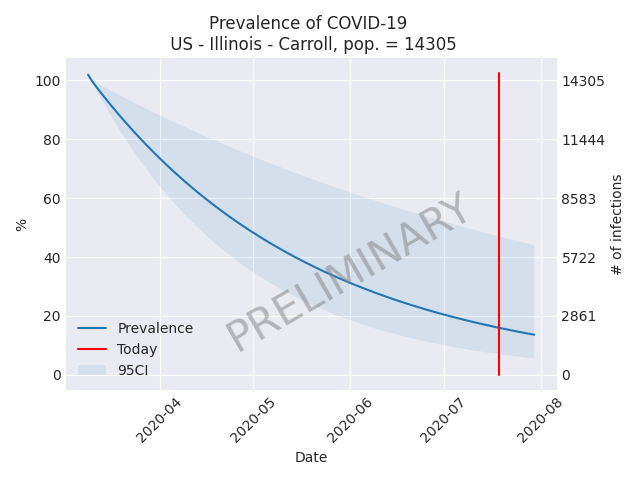 Prevalence of COVID-19
US - Illinois - Carroll, pop. = 14305
100
80
60
40
20
0
%
14305
11444
8583
5722
2861
0
# of infections
PRELIMINARY
Prevalence
Today
95CI
2020-04
2020-05
2020-06
2020-07
2020-08
Date